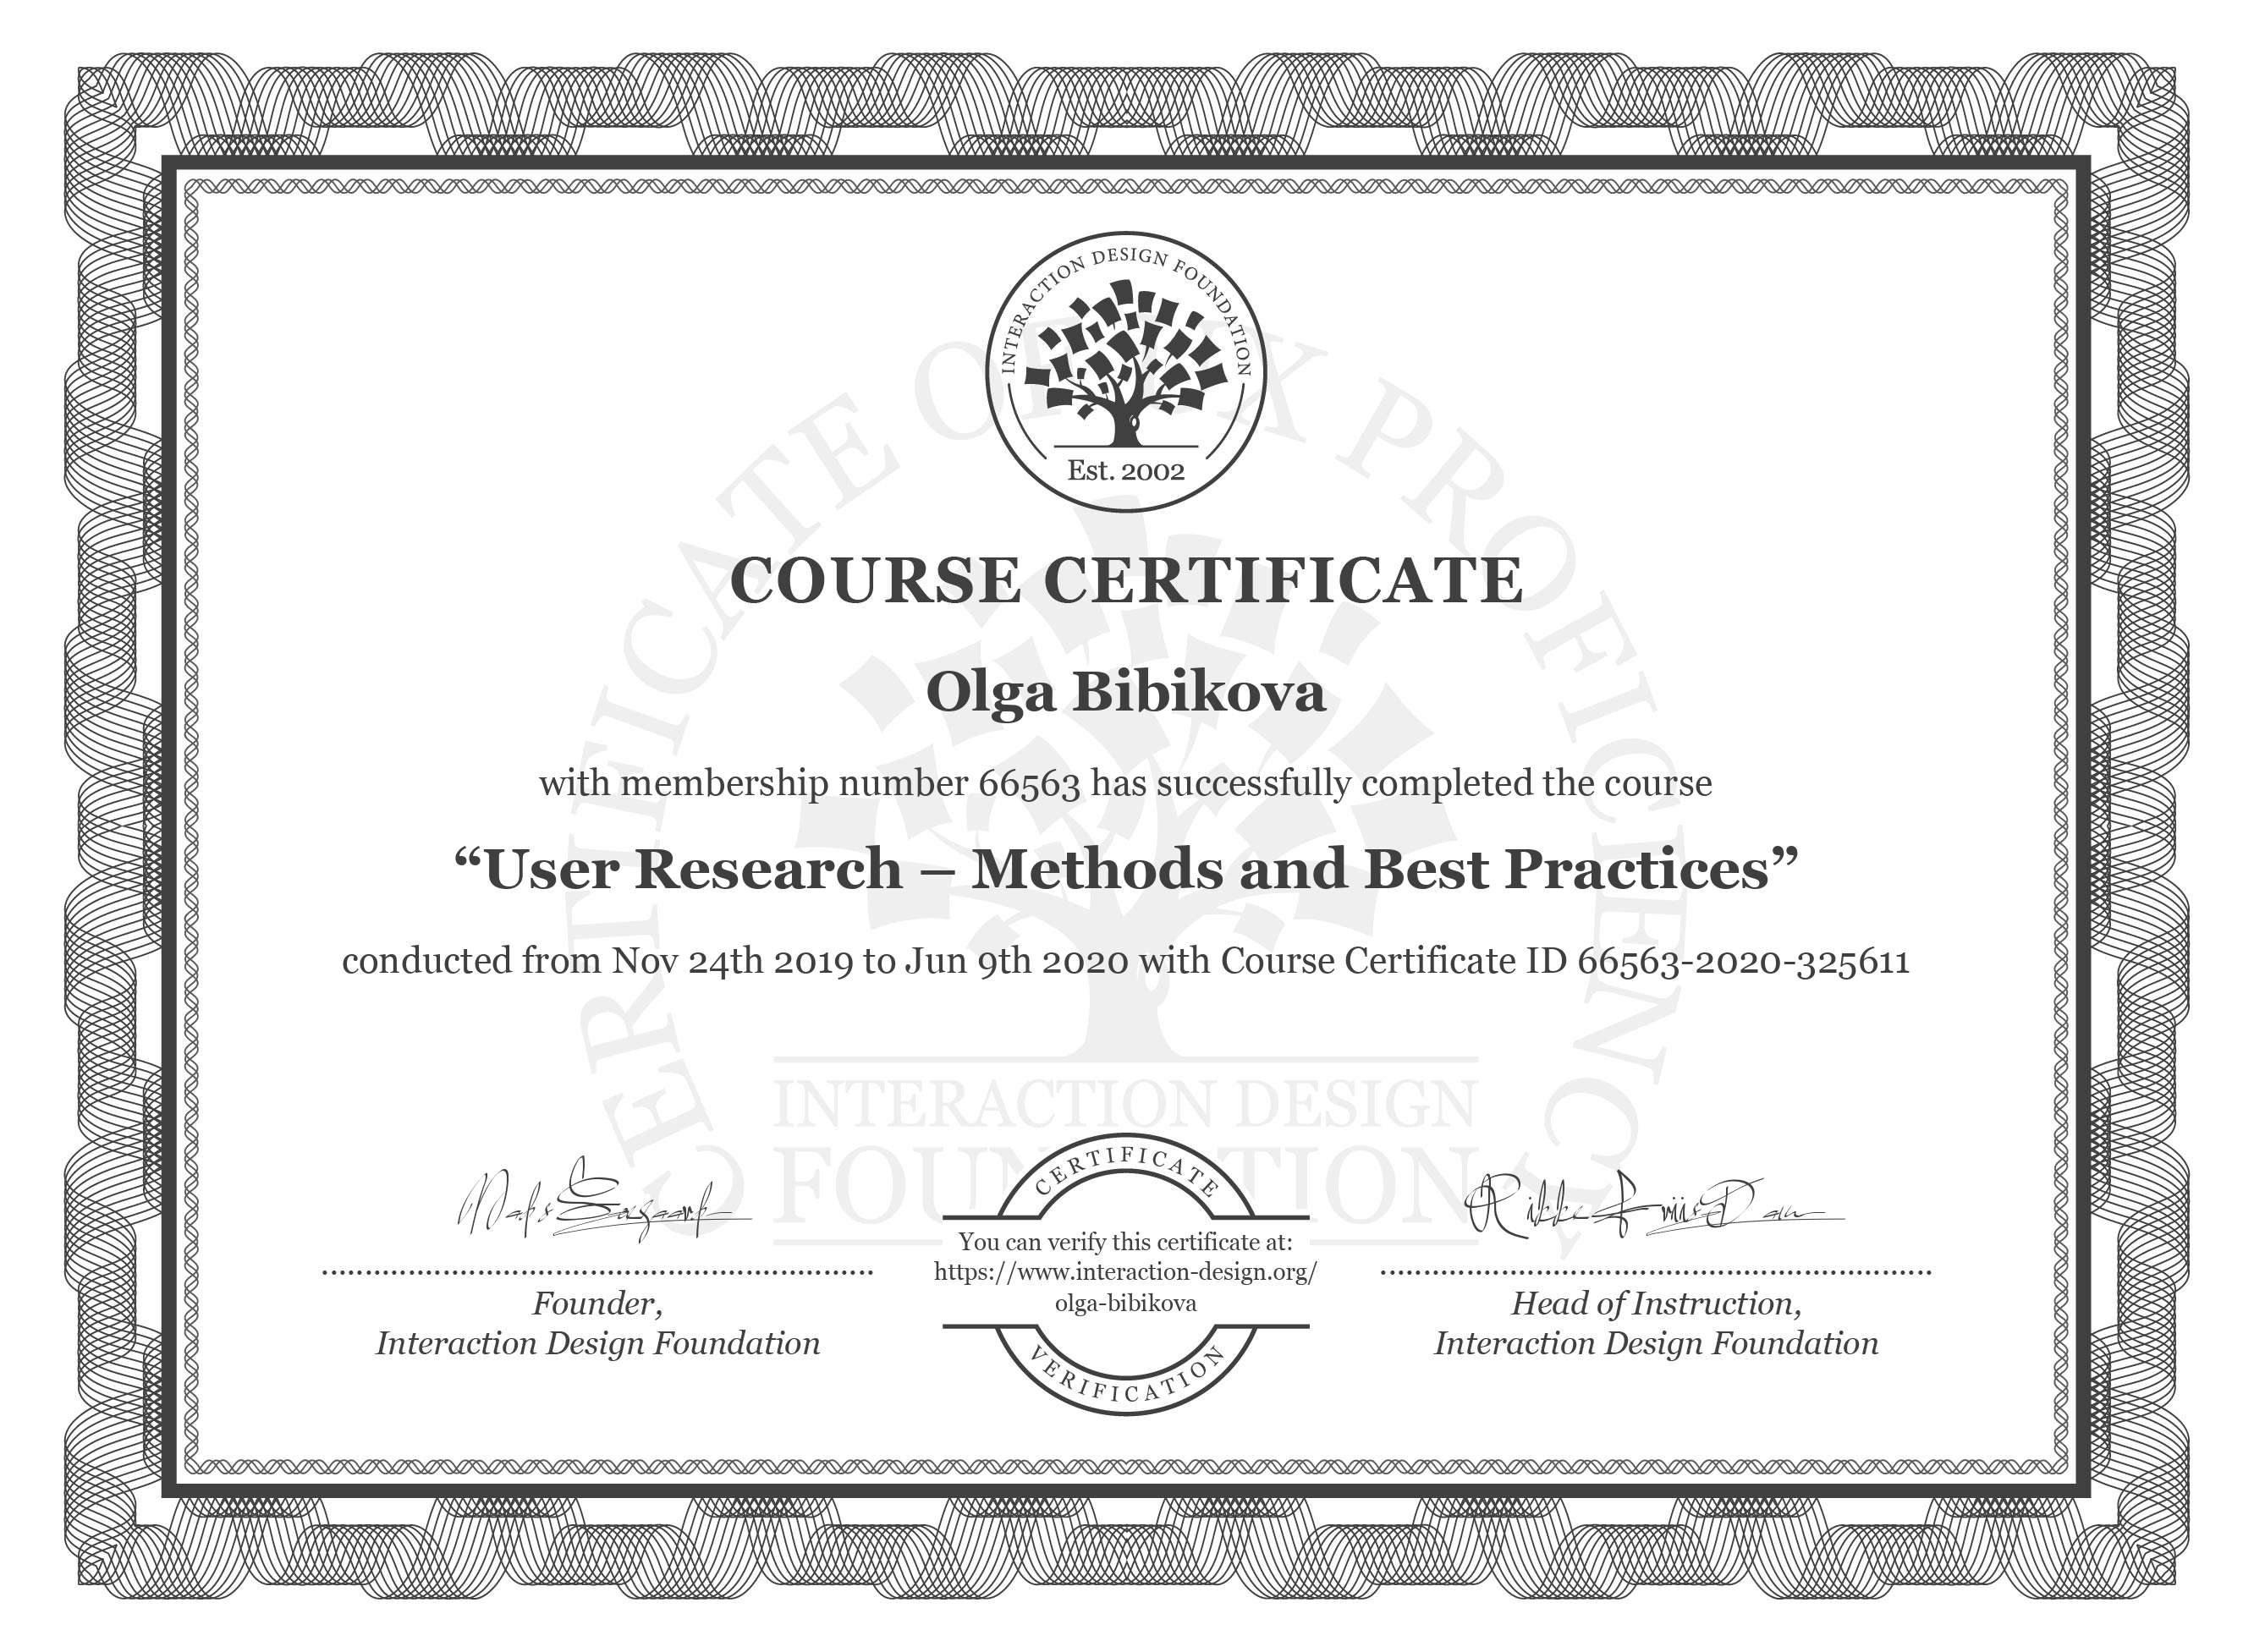 INTERACTION DESIGN FOUNDATION
Est. 2002
CERTIFICATE OF UX PROFICIENCY
COURSE CERTIFICATE
Olga Bibikova
with membership number 66563 has successfully completed the course
“User Research – Methods and Best Practices”
conducted from Nov 24th 2019 to Jun 9th 2020 with Course Certificate ID 66563-2020-325611
INTERACTION DESIGN
FOUNDATION
Founder,
Interaction Design Foundation
CERTIFICATE
You can verify this certificate at:
https://www.interaction-design.org/
olga-bibikova
VERIFICATION
Head of Instruction,
Interaction Design Foundation